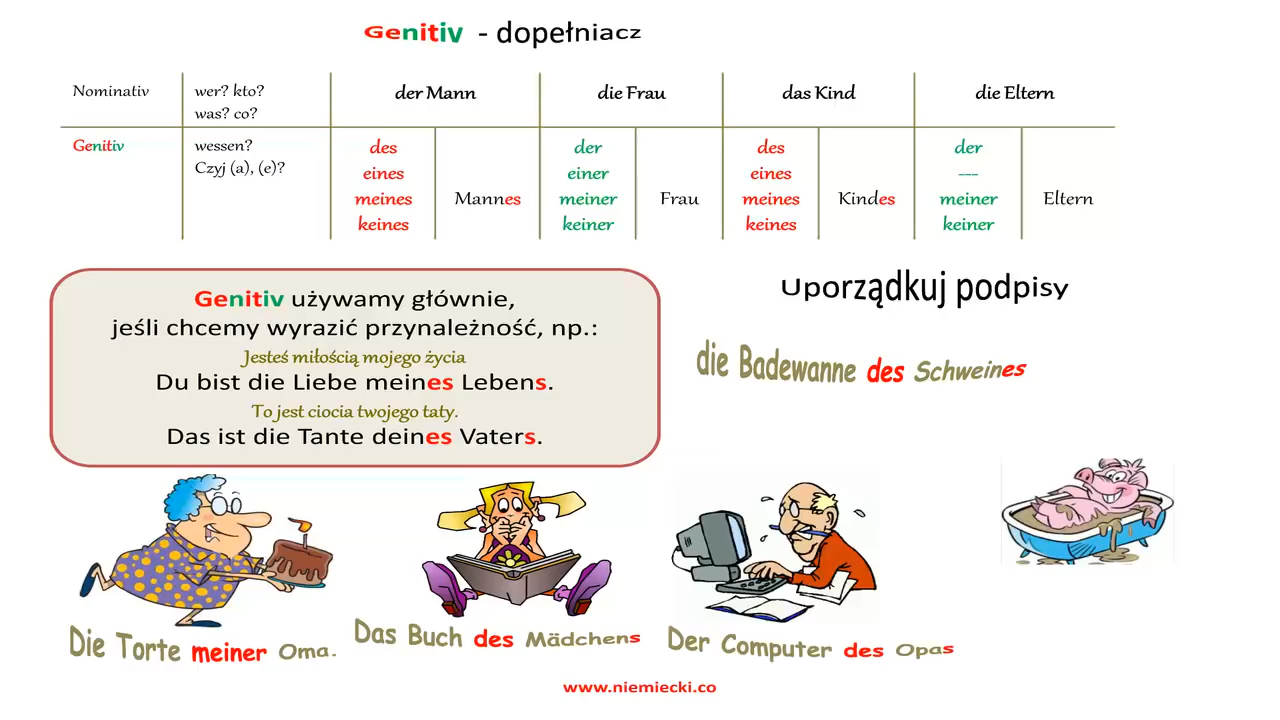 Genitiv - dopełniacz
Nominativ wer? kto? der Mann die Frau das Kind die Eltern
was? co?
Genitiv wessen? des der des der
Czyj (a), (e)? eines einer eines ---
meines Mannes meiner Frau meines Kindes meiner Eltern
keines keiner keines keiner
Genitiv używamy głównie,
jeśli chcemy wyrazić przynależność, np.:
Jesteś miłością mojego życia
Du bist die Liebe meines Lebens.
To jest ciocia twojego taty.
Das ist die Tante deines Vaters.
Uporządkuj podpisy
die Badewanne des Schweines
Die Torte meiner Oma.
Das Buch des Mädchens
Der Computer des Opas
www.niemiecki.co